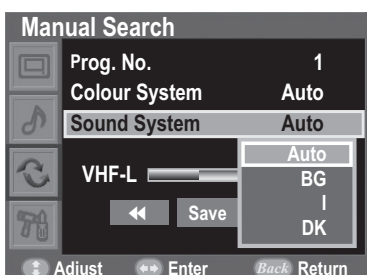 Manual Search
Prog. No. 1
Colour System Auto
Sound System Auto
Auto
VHF-L BG
I
Save DK
Adjust Enter Back Return